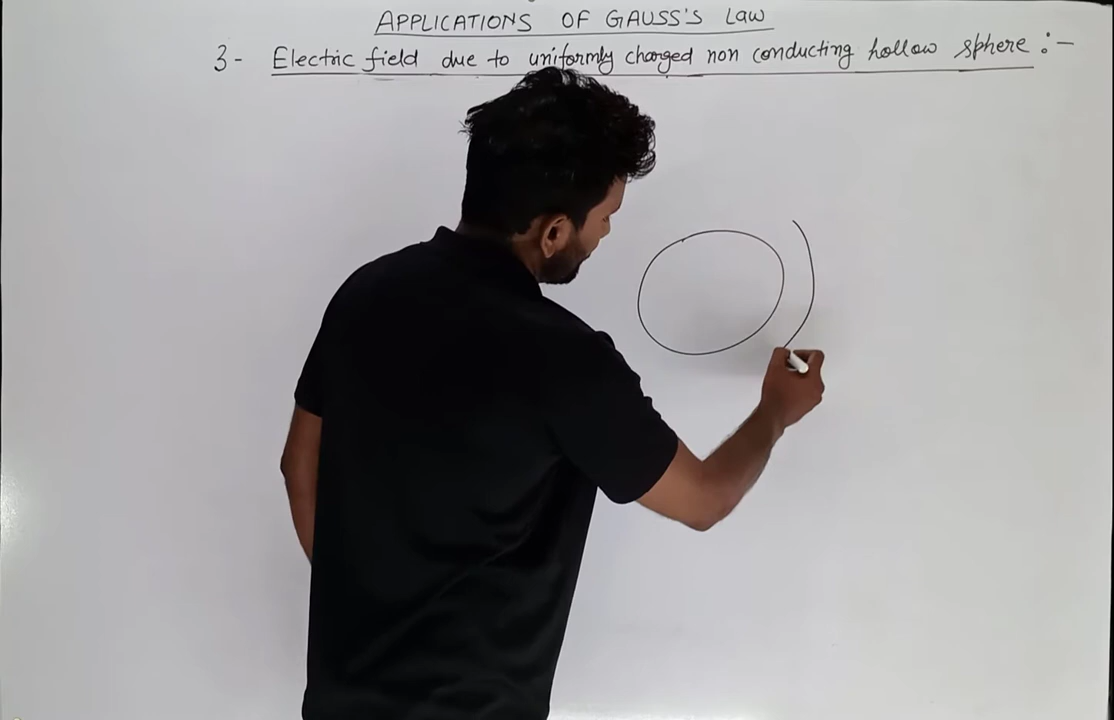 APPLICATIONS OF GAUSS'S LAW
3- Electric field due to uniformly charged non conducting hollow sphere :-